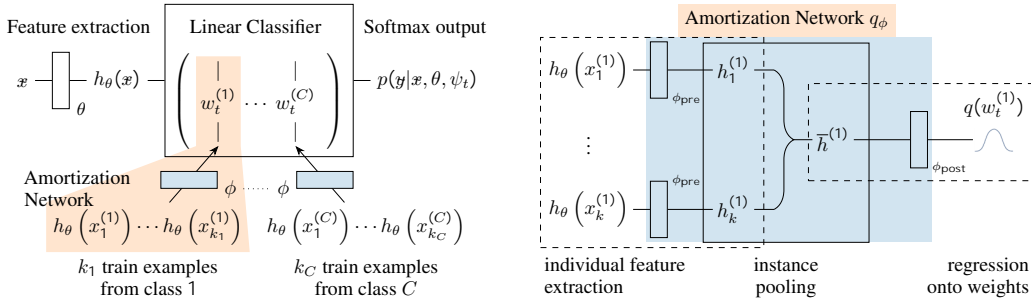 Feature extraction
Linear Classifier
Softmax output
x
θ
h_θ(x)
w_t^{(1)} ⋯ w_t^{(C)}
p(y|x, θ, ψ_t)
Amortization
Network
ϕ ······ ϕ
h_θ(x_1^{(1)}) ⋯ h_θ(x_{k_1}^{(1)})
h_θ(x_1^{(C)}) ⋯ h_θ(x_{k_C}^{(C)})
k_1 train examples
from class 1
k_C train examples
from class C
Amortization Network q_ϕ
h_θ(x_1^{(1)})
ϕ_pre
h_1^{(1)}
⋮
h̅^{(1)}
ϕ_post
q(w_t^{(1)})
h_θ(x_k^{(1)})
ϕ_pre
h_k^{(1)}
individual feature
extraction
instance
pooling
regression
onto weights